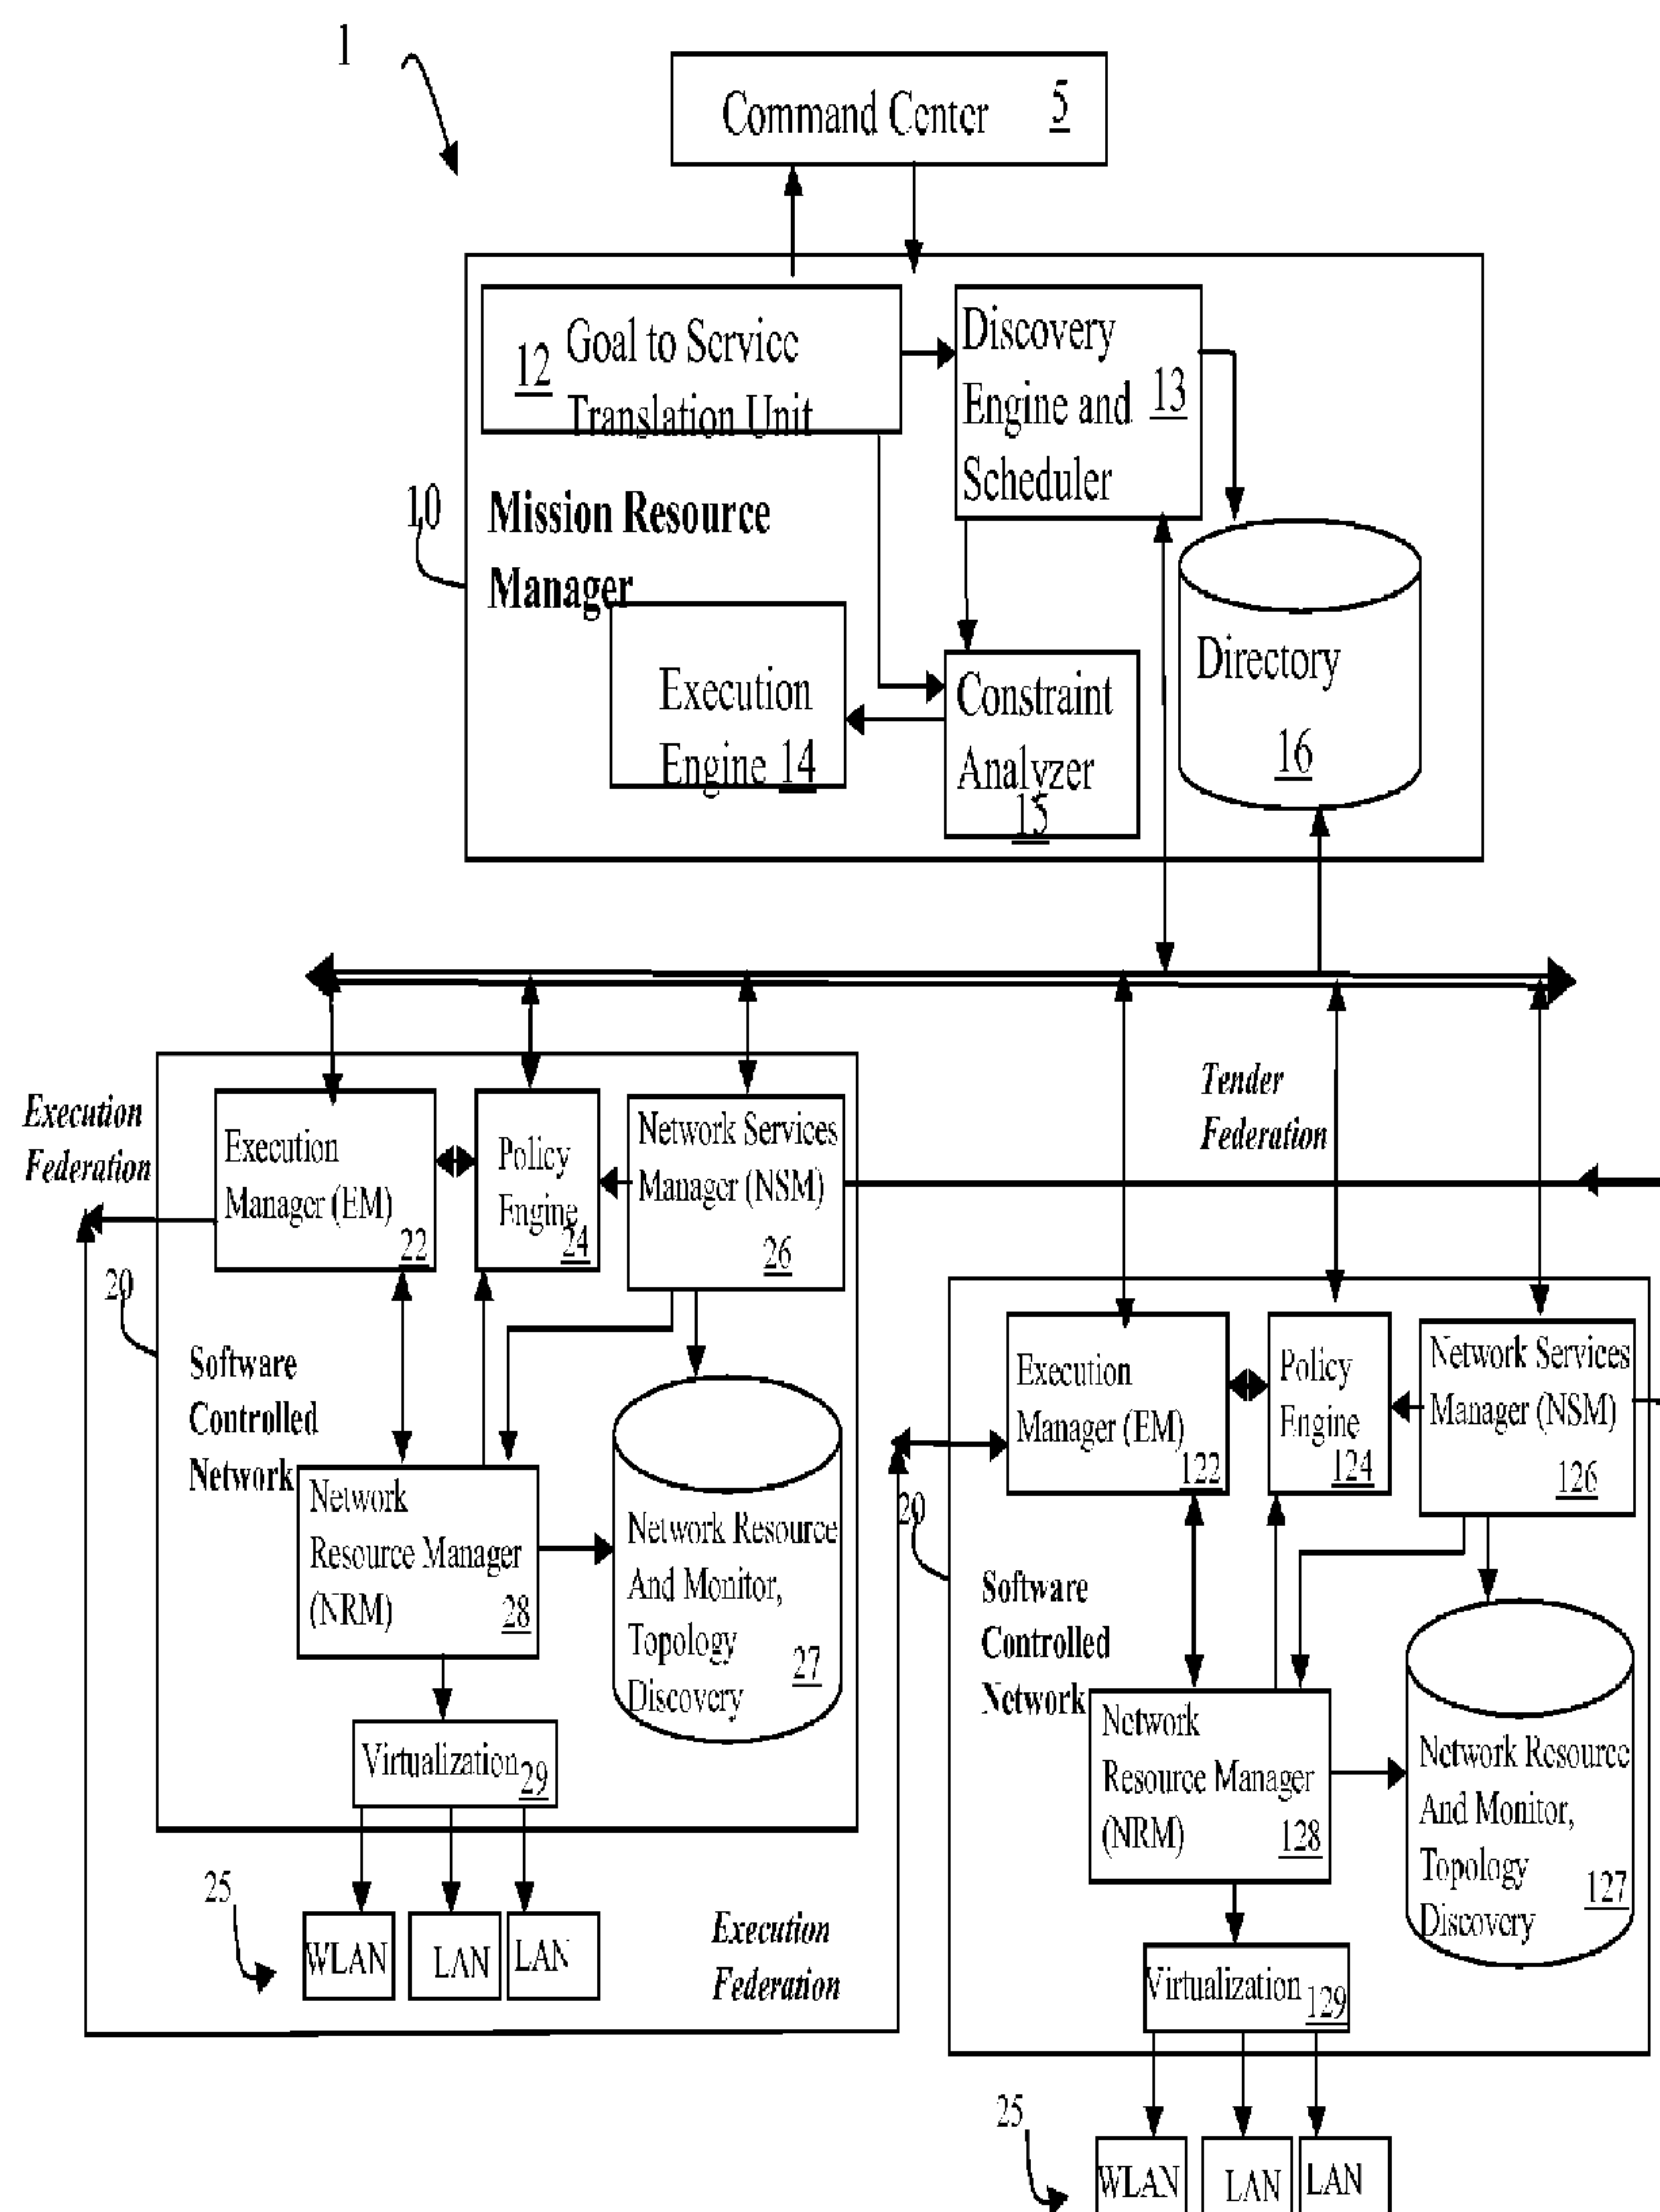 1
Command Center 5
12 Goal to Service
Translation Unit
Discovery
Engine and 13
Scheduler
10
Mission Resource
Manager
Execution
Engine 14
Constraint
Analyzer
15
Directory
16
Execution
Federation
Execution
Manager (EM)
22
Policy
Engine
24
Network Services
Manager (NSM)
26
Tender
Federation
20
Software
Controlled
Network
Network
Resource Manager
(NRM) 28
Network Resource
And Monitor,
Topology
Discovery
27
Virtualization 29
25
WLAN
LAN
LAN
Execution
Federation
Execution
Manager (EM)
122
Policy
Engine
124
Network Services
Manager (NSM)
126
20
Software
Controlled
Network
Network
Resource Manager
(NRM) 128
Network Resource
And Monitor,
Topology
Discovery
127
Virtualization 129
25
WLAN
LAN
LAN